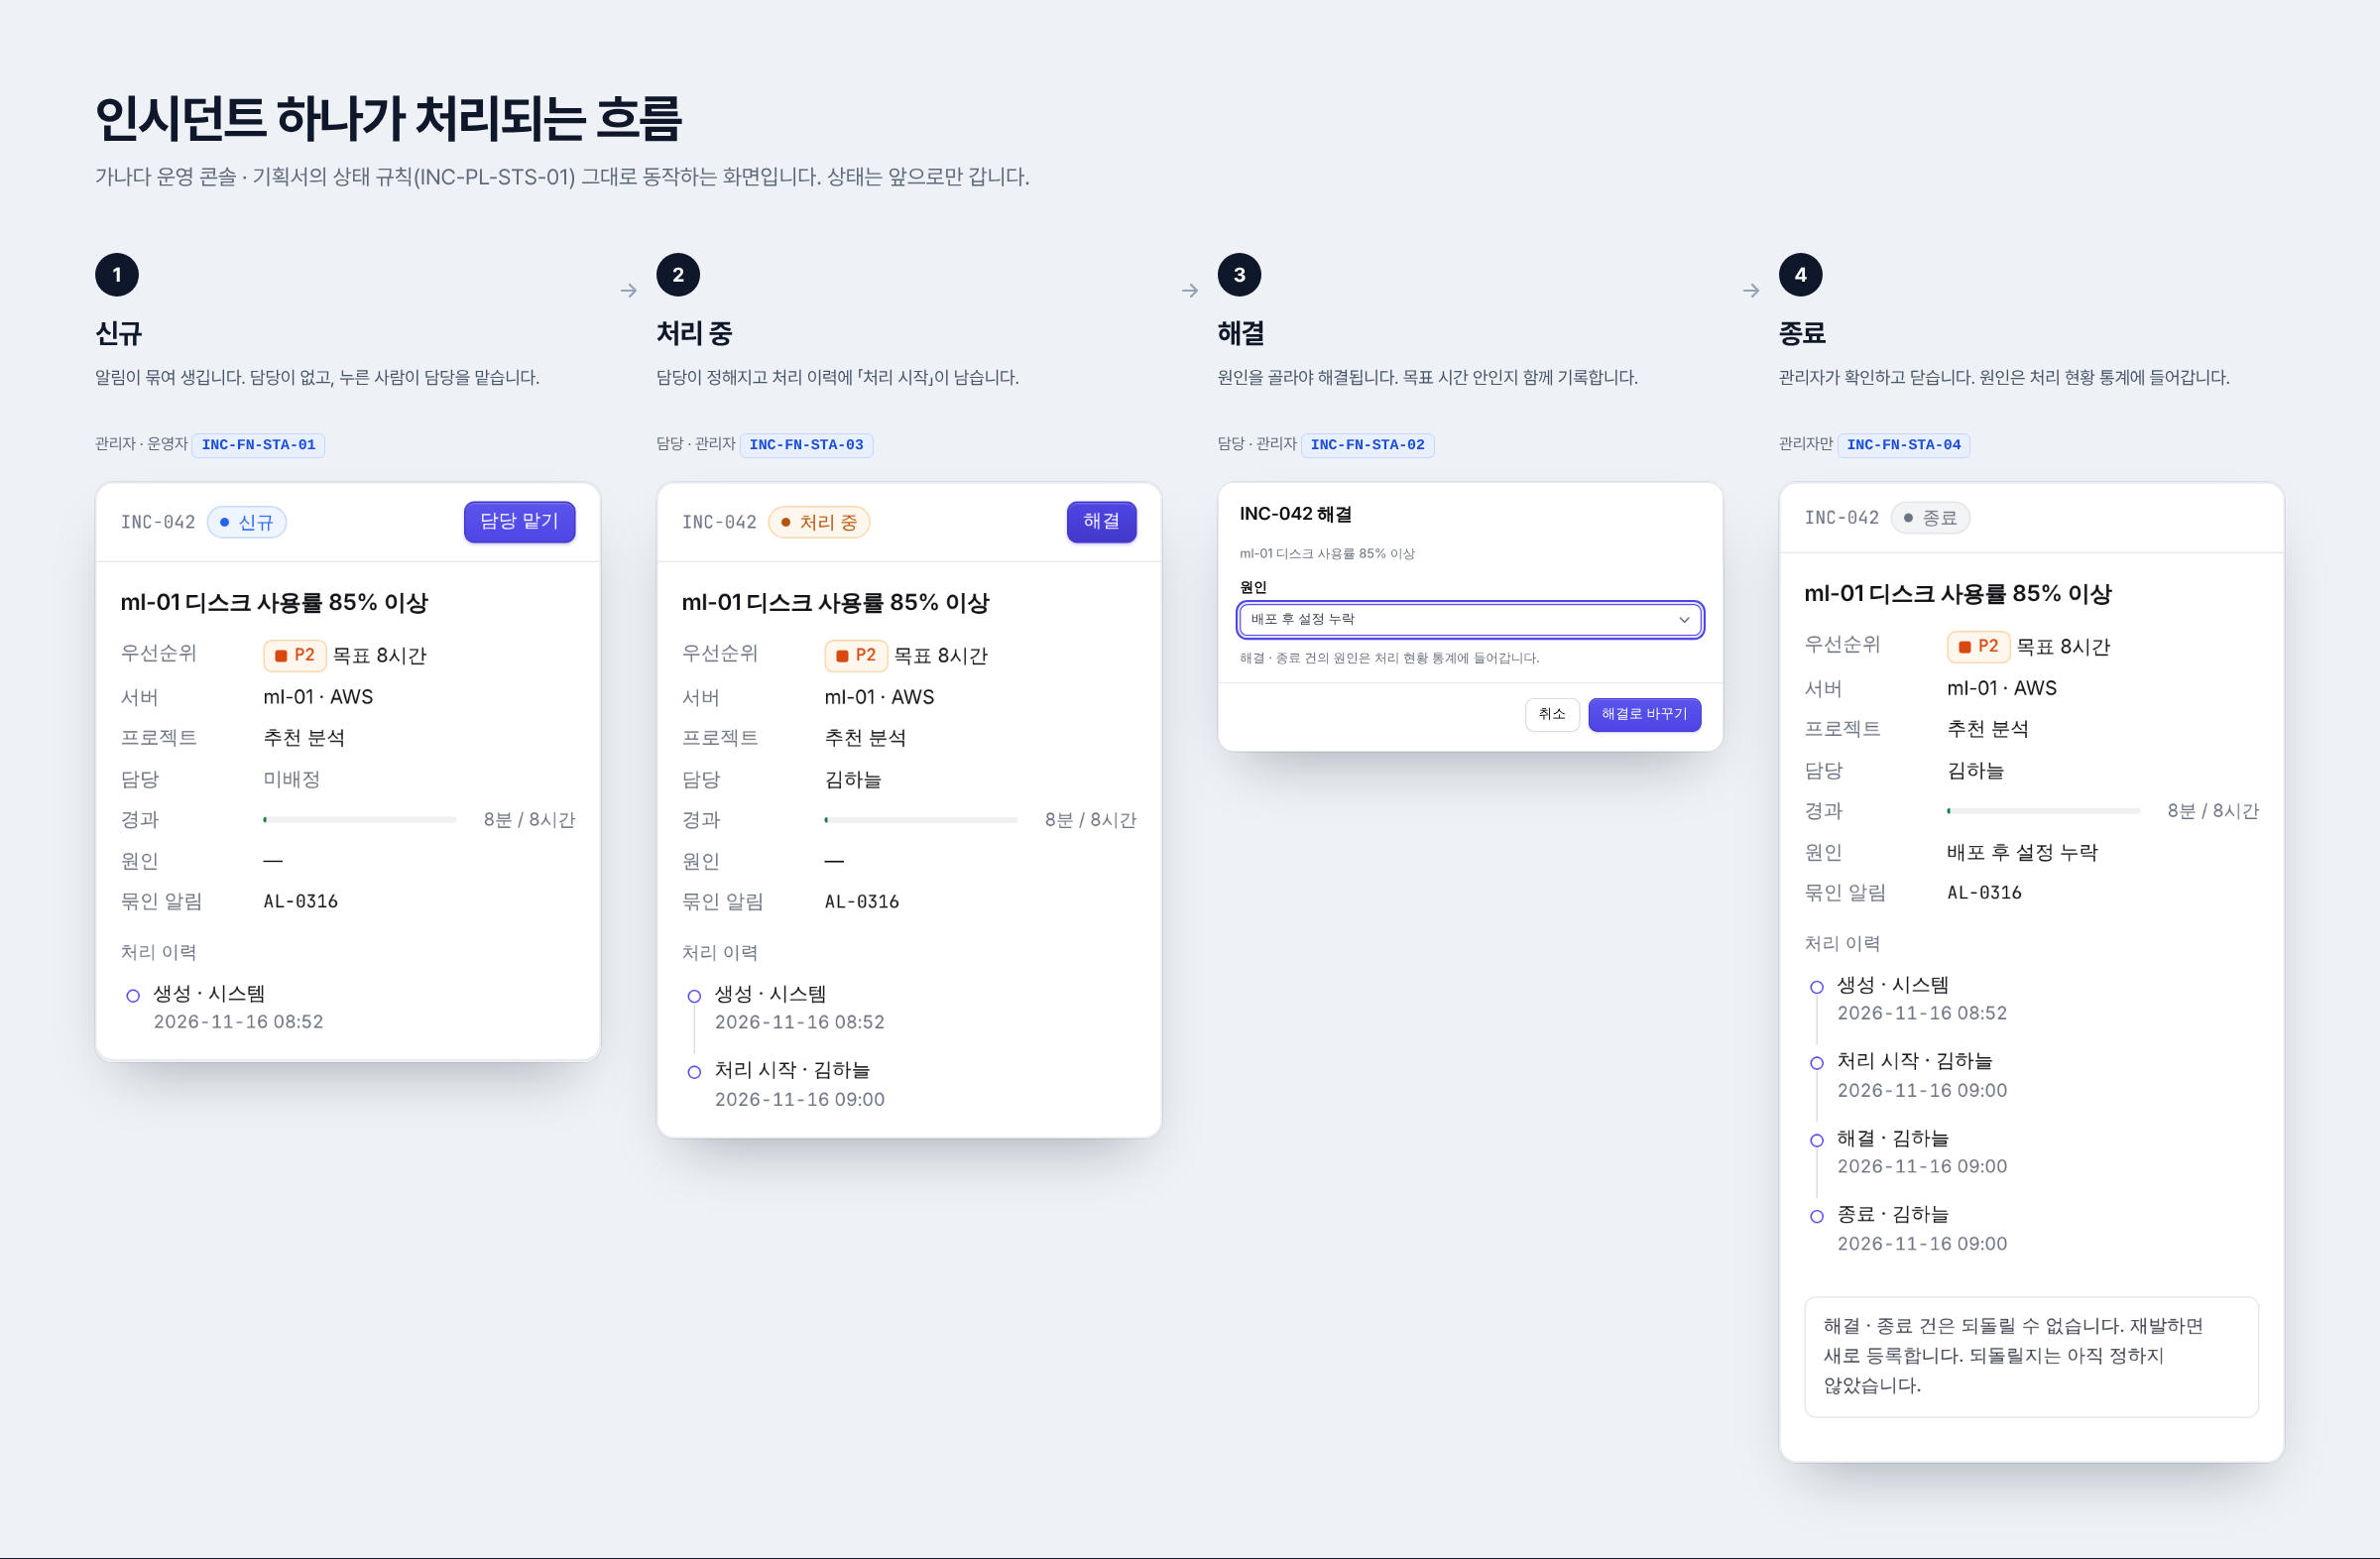 인시던트 하나가 처리되는 흐름
가나다 운영 콘솔 · 기획서의 상태 규칙(INC-PL-STS-01) 그대로 동작하는 화면입니다. 상태는 앞으로만 갑니다.
1
신규
알림이 묶여 생깁니다. 담당이 없고, 누른 사람이 담당을 맡습니다.
관리자 · 운영자 INC-FN-STA-01
INC-042 신규 담당 맡기
ml-01 디스크 사용률 85% 이상
우선순위 P2 목표 8시간
서버 ml-01 · AWS
프로젝트 추천 분석
담당 미배정
경과 8분 / 8시간
원인 —
묶인 알림 AL-0316
처리 이력
생성 · 시스템
2026-11-16 08:52
→
2
처리 중
담당이 정해지고 처리 이력에 「처리 시작」이 남습니다.
담당 · 관리자 INC-FN-STA-03
INC-042 처리 중 해결
ml-01 디스크 사용률 85% 이상
우선순위 P2 목표 8시간
서버 ml-01 · AWS
프로젝트 추천 분석
담당 김하늘
경과 8분 / 8시간
원인 —
묶인 알림 AL-0316
처리 이력
생성 · 시스템
2026-11-16 08:52
처리 시작 · 김하늘
2026-11-16 09:00
→
3
해결
원인을 골라야 해결됩니다. 목표 시간 안인지 함께 기록합니다.
담당 · 관리자 INC-FN-STA-02
INC-042 해결
ml-01 디스크 사용률 85% 이상
원인
배포 후 설정 누락
해결 · 종료 건의 원인은 처리 현황 통계에 들어갑니다.
취소 해결로 바꾸기
→
4
종료
관리자가 확인하고 닫습니다. 원인은 처리 현황 통계에 들어갑니다.
관리자만 INC-FN-STA-04
INC-042 종료
ml-01 디스크 사용률 85% 이상
우선순위 P2 목표 8시간
서버 ml-01 · AWS
프로젝트 추천 분석
담당 김하늘
경과 8분 / 8시간
원인 배포 후 설정 누락
묶인 알림 AL-0316
처리 이력
생성 · 시스템
2026-11-16 08:52
처리 시작 · 김하늘
2026-11-16 09:00
해결 · 김하늘
2026-11-16 09:00
종료 · 김하늘
2026-11-16 09:00
해결 · 종료 건은 되돌릴 수 없습니다. 재발하면
새로 등록합니다. 되돌릴지는 아직 정하지
않았습니다.